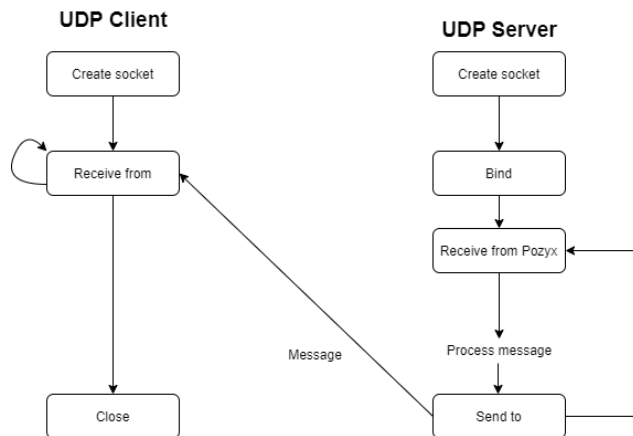 UDP Client
Create socket
Receive from
Close
Message
UDP Server
Create socket
Bind
Receive from Pozyx
Process message
Send to